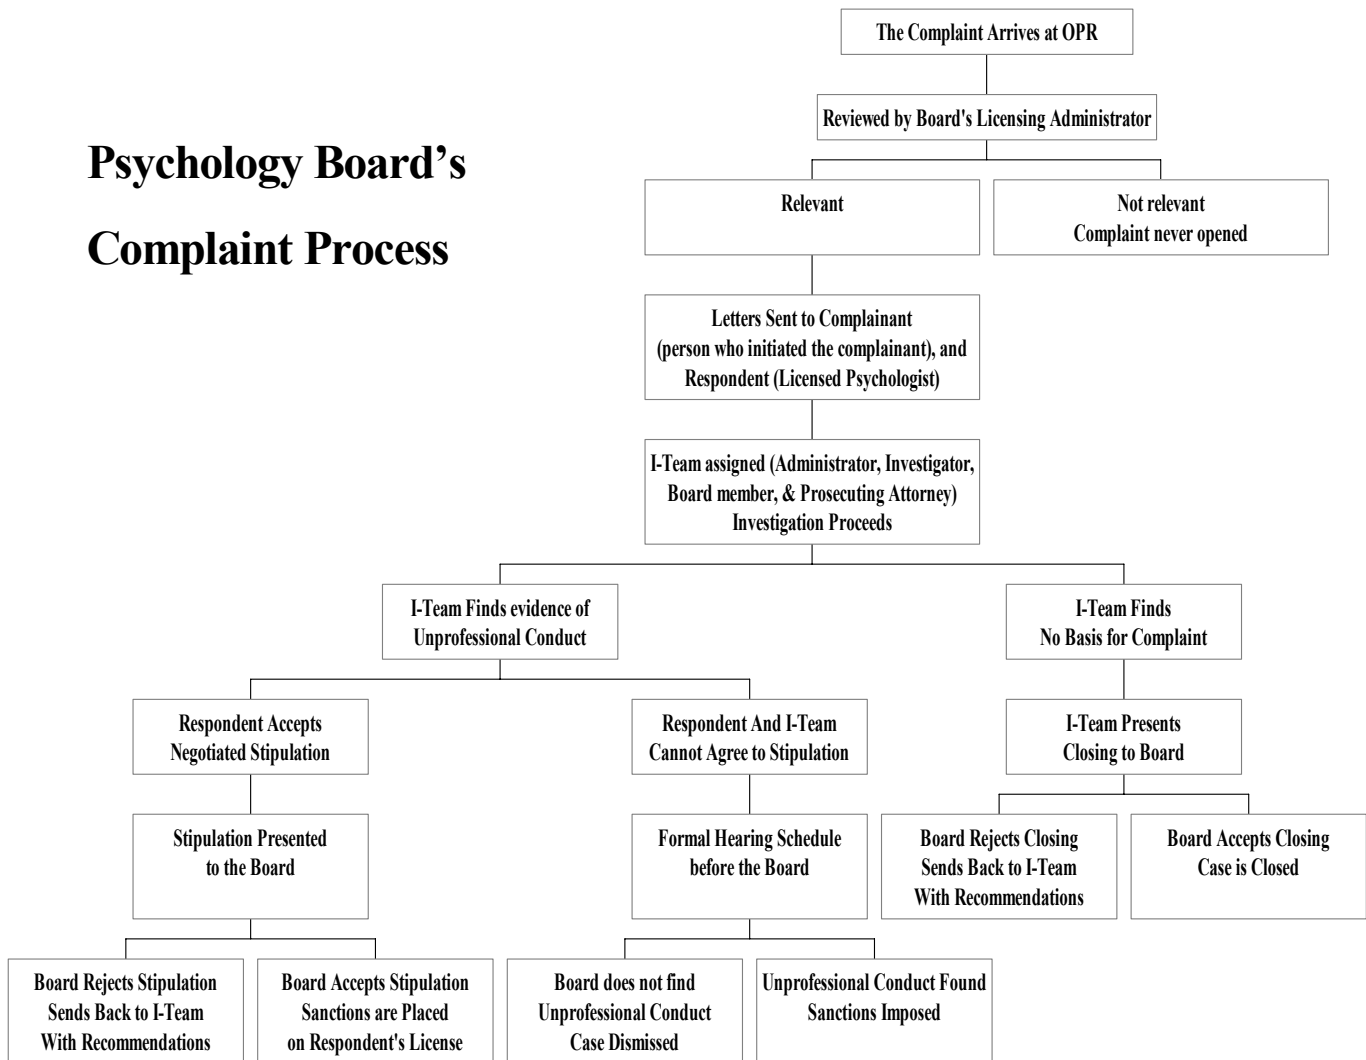 The Complaint Arrives at OPR
Reviewed by Board's Licensing Administrator
Psychology Board’s
Complaint Process
Relevant
Not relevant
Complaint never opened
Letters Sent to Complainant
(person who initiated the complainant), and
Respondent (Licensed Psychologist)
I-Team assigned (Administrator, Investigator,
Board member, & Prosecuting Attorney)
Investigation Proceeds
I-Team Finds evidence of
Unprofessional Conduct
I-Team Finds
No Basis for Complaint
Respondent Accepts
Negotiated Stipulation
Respondent And I-Team
Cannot Agree to Stipulation
I-Team Presents
Closing to Board
Stipulation Presented
to the Board
Formal Hearing Schedule
before the Board
Board Rejects Closing
Sends Back to I-Team
With Recommendations
Board Accepts Closing
Case is Closed
Board Rejects Stipulation
Sends Back to I-Team
With Recommendations
Board Accepts Stipulation
Sanctions are Placed
on Respondent's License
Board does not find
Unprofessional Conduct
Case Dismissed
Unprofessional Conduct Found
Sanctions Imposed